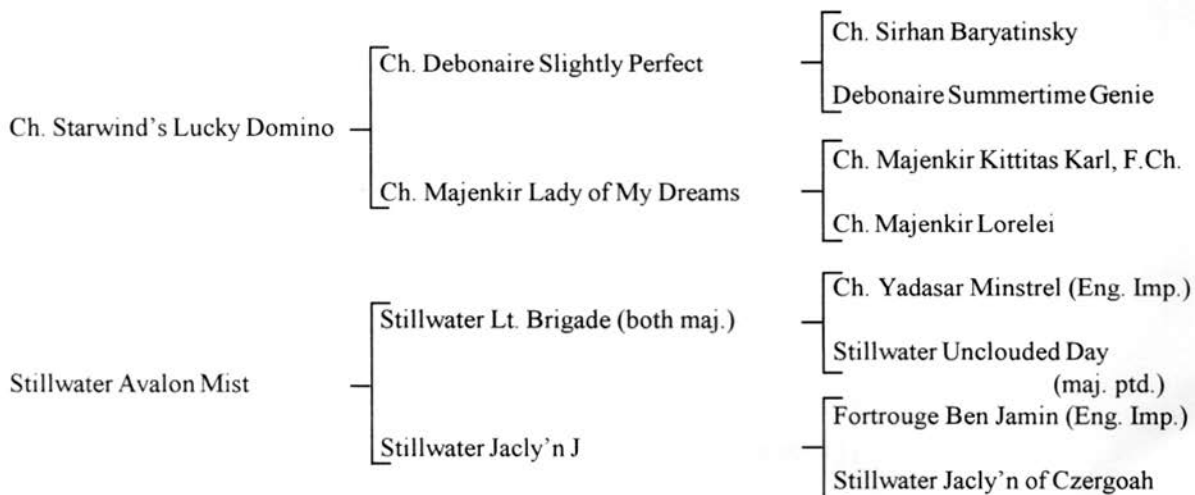 Ch. Sirhan Baryatinsky
Ch. Debonaire Slightly Perfect
Debonaire Summertime Genie
Ch. Starwind's Lucky Domino
Ch. Majenkir Kittitas Karl, F.Ch.
Ch. Majenkir Lady of My Dreams
Ch. Majenkir Lorelei
Ch. Yadasar Minstrel (Eng. Imp.)
Stillwater Lt. Brigade (both maj.)
Stillwater Unclouded Day
(maj. ptd.)
Stillwater Avalon Mist
Fortrouge Ben Jamin (Eng. Imp.)
Stillwater Jacly'n J
Stillwater Jacly'n of Czergoah